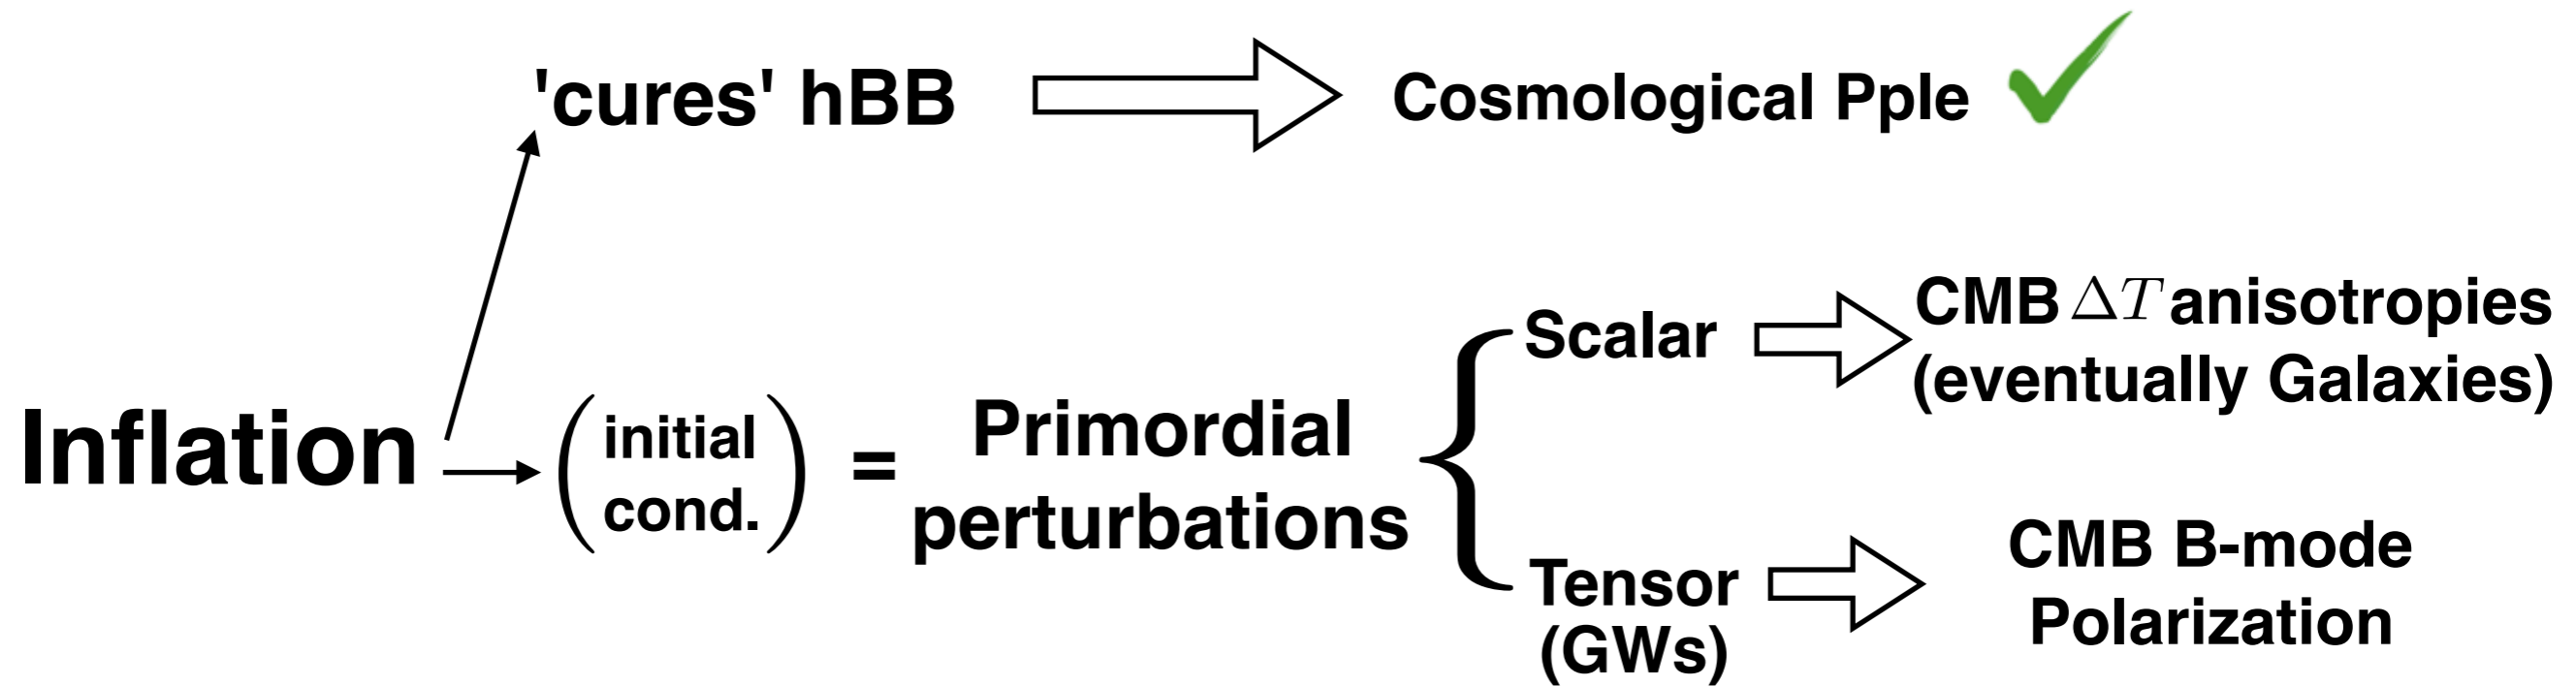 'cures' hBB
Cosmological Pple
Inflation
initial
cond.
=
Primordial
perturbations
Scalar
CMB ΔT anisotropies
(eventually Galaxies)
Tensor
(GWs)
CMB B-mode
Polarization